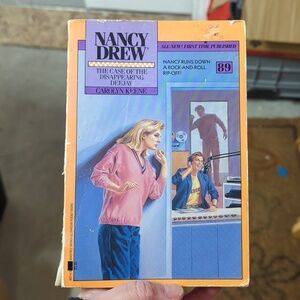 NANCY
DREW
THE CASE OF THE
DISAPPEARING
DEEJAY
CAROLYN KEENE
ALL-NEW! FIRST TIME PUBLISHED
NANCY RUNS DOWN
A ROCK-AND-ROLL
RIP-OFF!
89